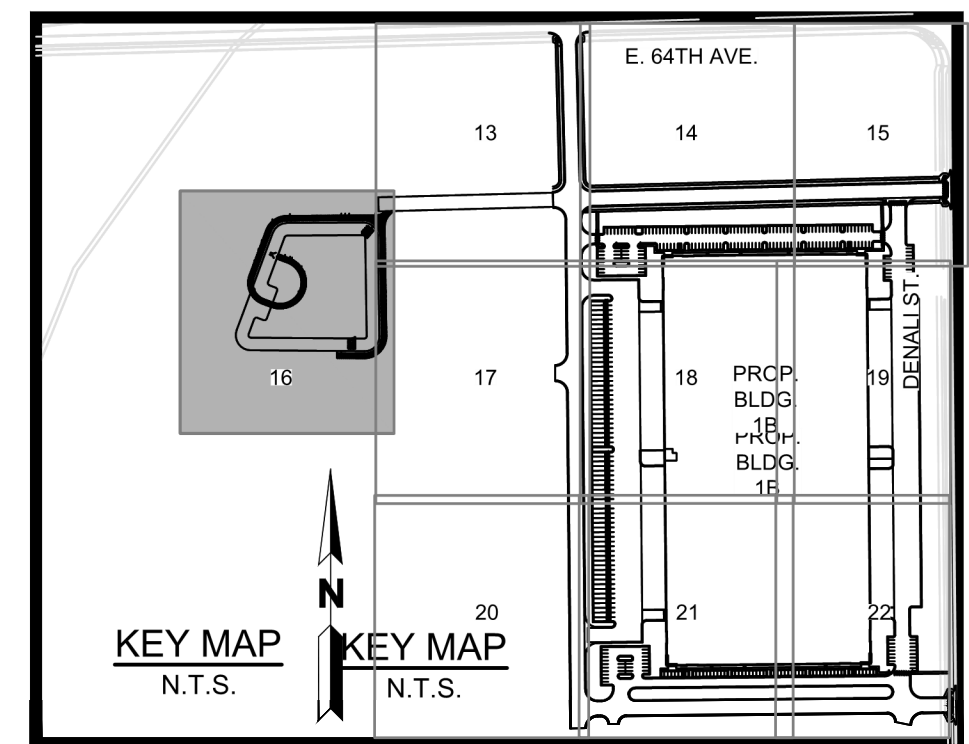 E. 64TH AVE.
13
14
15
DENALI ST.
16
17
18
PROP.
BLDG.
1B
19
PROP.
BLDG.
1B
N
20
21
22
KEY MAP
N.T.S.
KEY MAP
N.T.S.